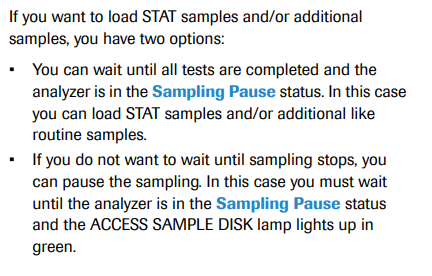 If you want to load STAT samples and/or additional
samples, you have two options:
▪ You can wait until all tests are completed and the
analyzer is in the Sampling Pause status. In this case
you can load STAT samples and/or additional like
routine samples.
▪ If you do not want to wait until sampling stops, you
can pause the sampling. In this case you must wait
until the analyzer is in the Sampling Pause status
and the ACCESS SAMPLE DISK lamp lights up in
green.